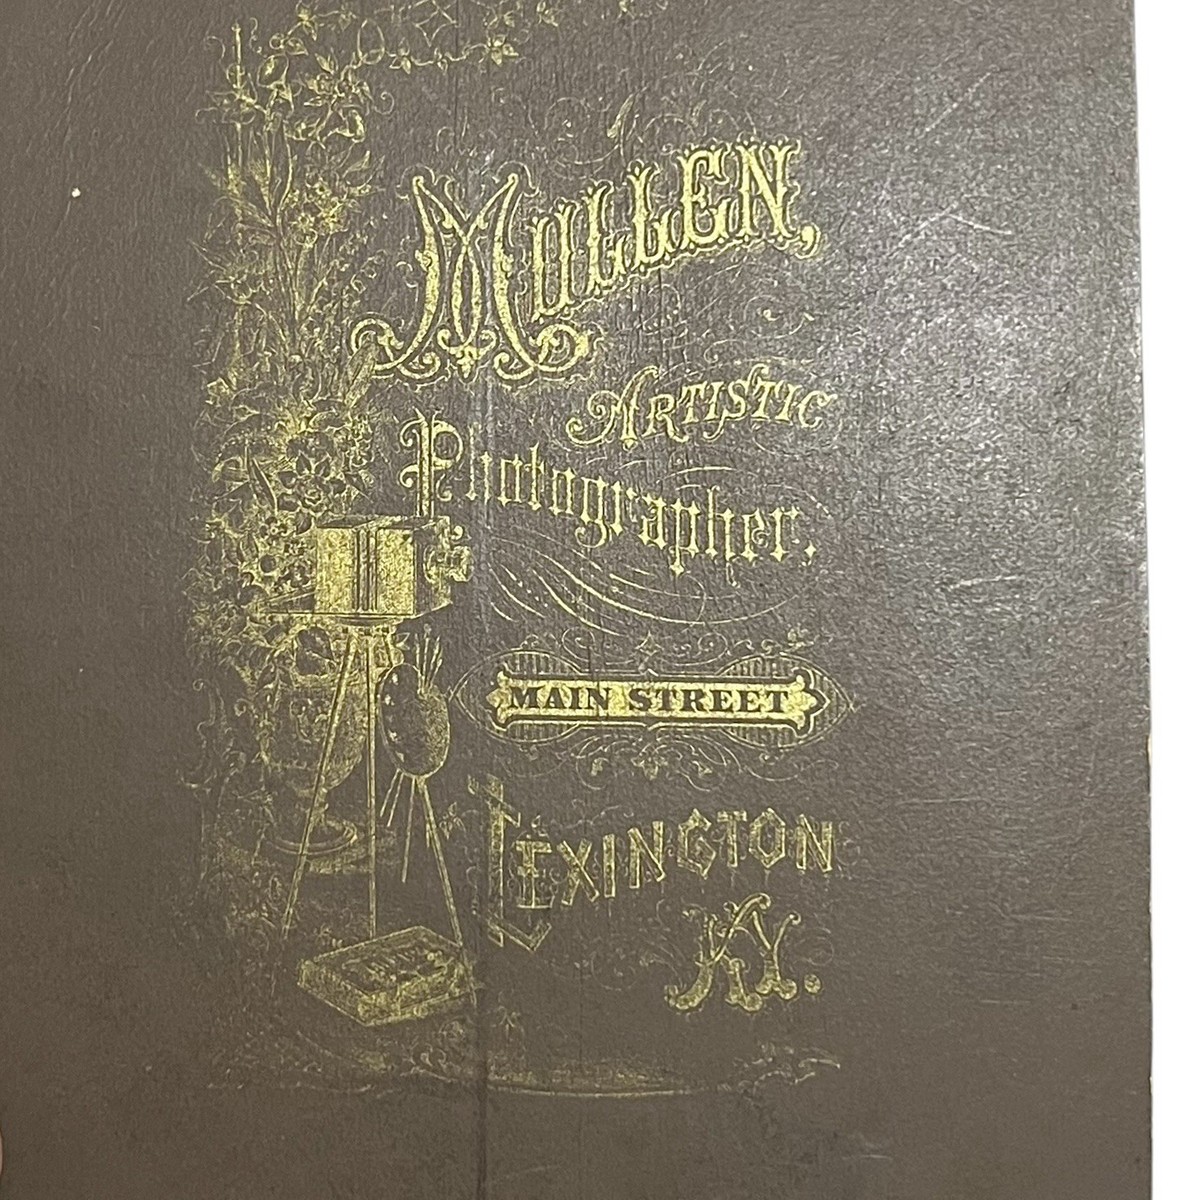 MULLEN,
ARTISTIC
Photographer.
MAIN STREET
LEXINGTON
KY.